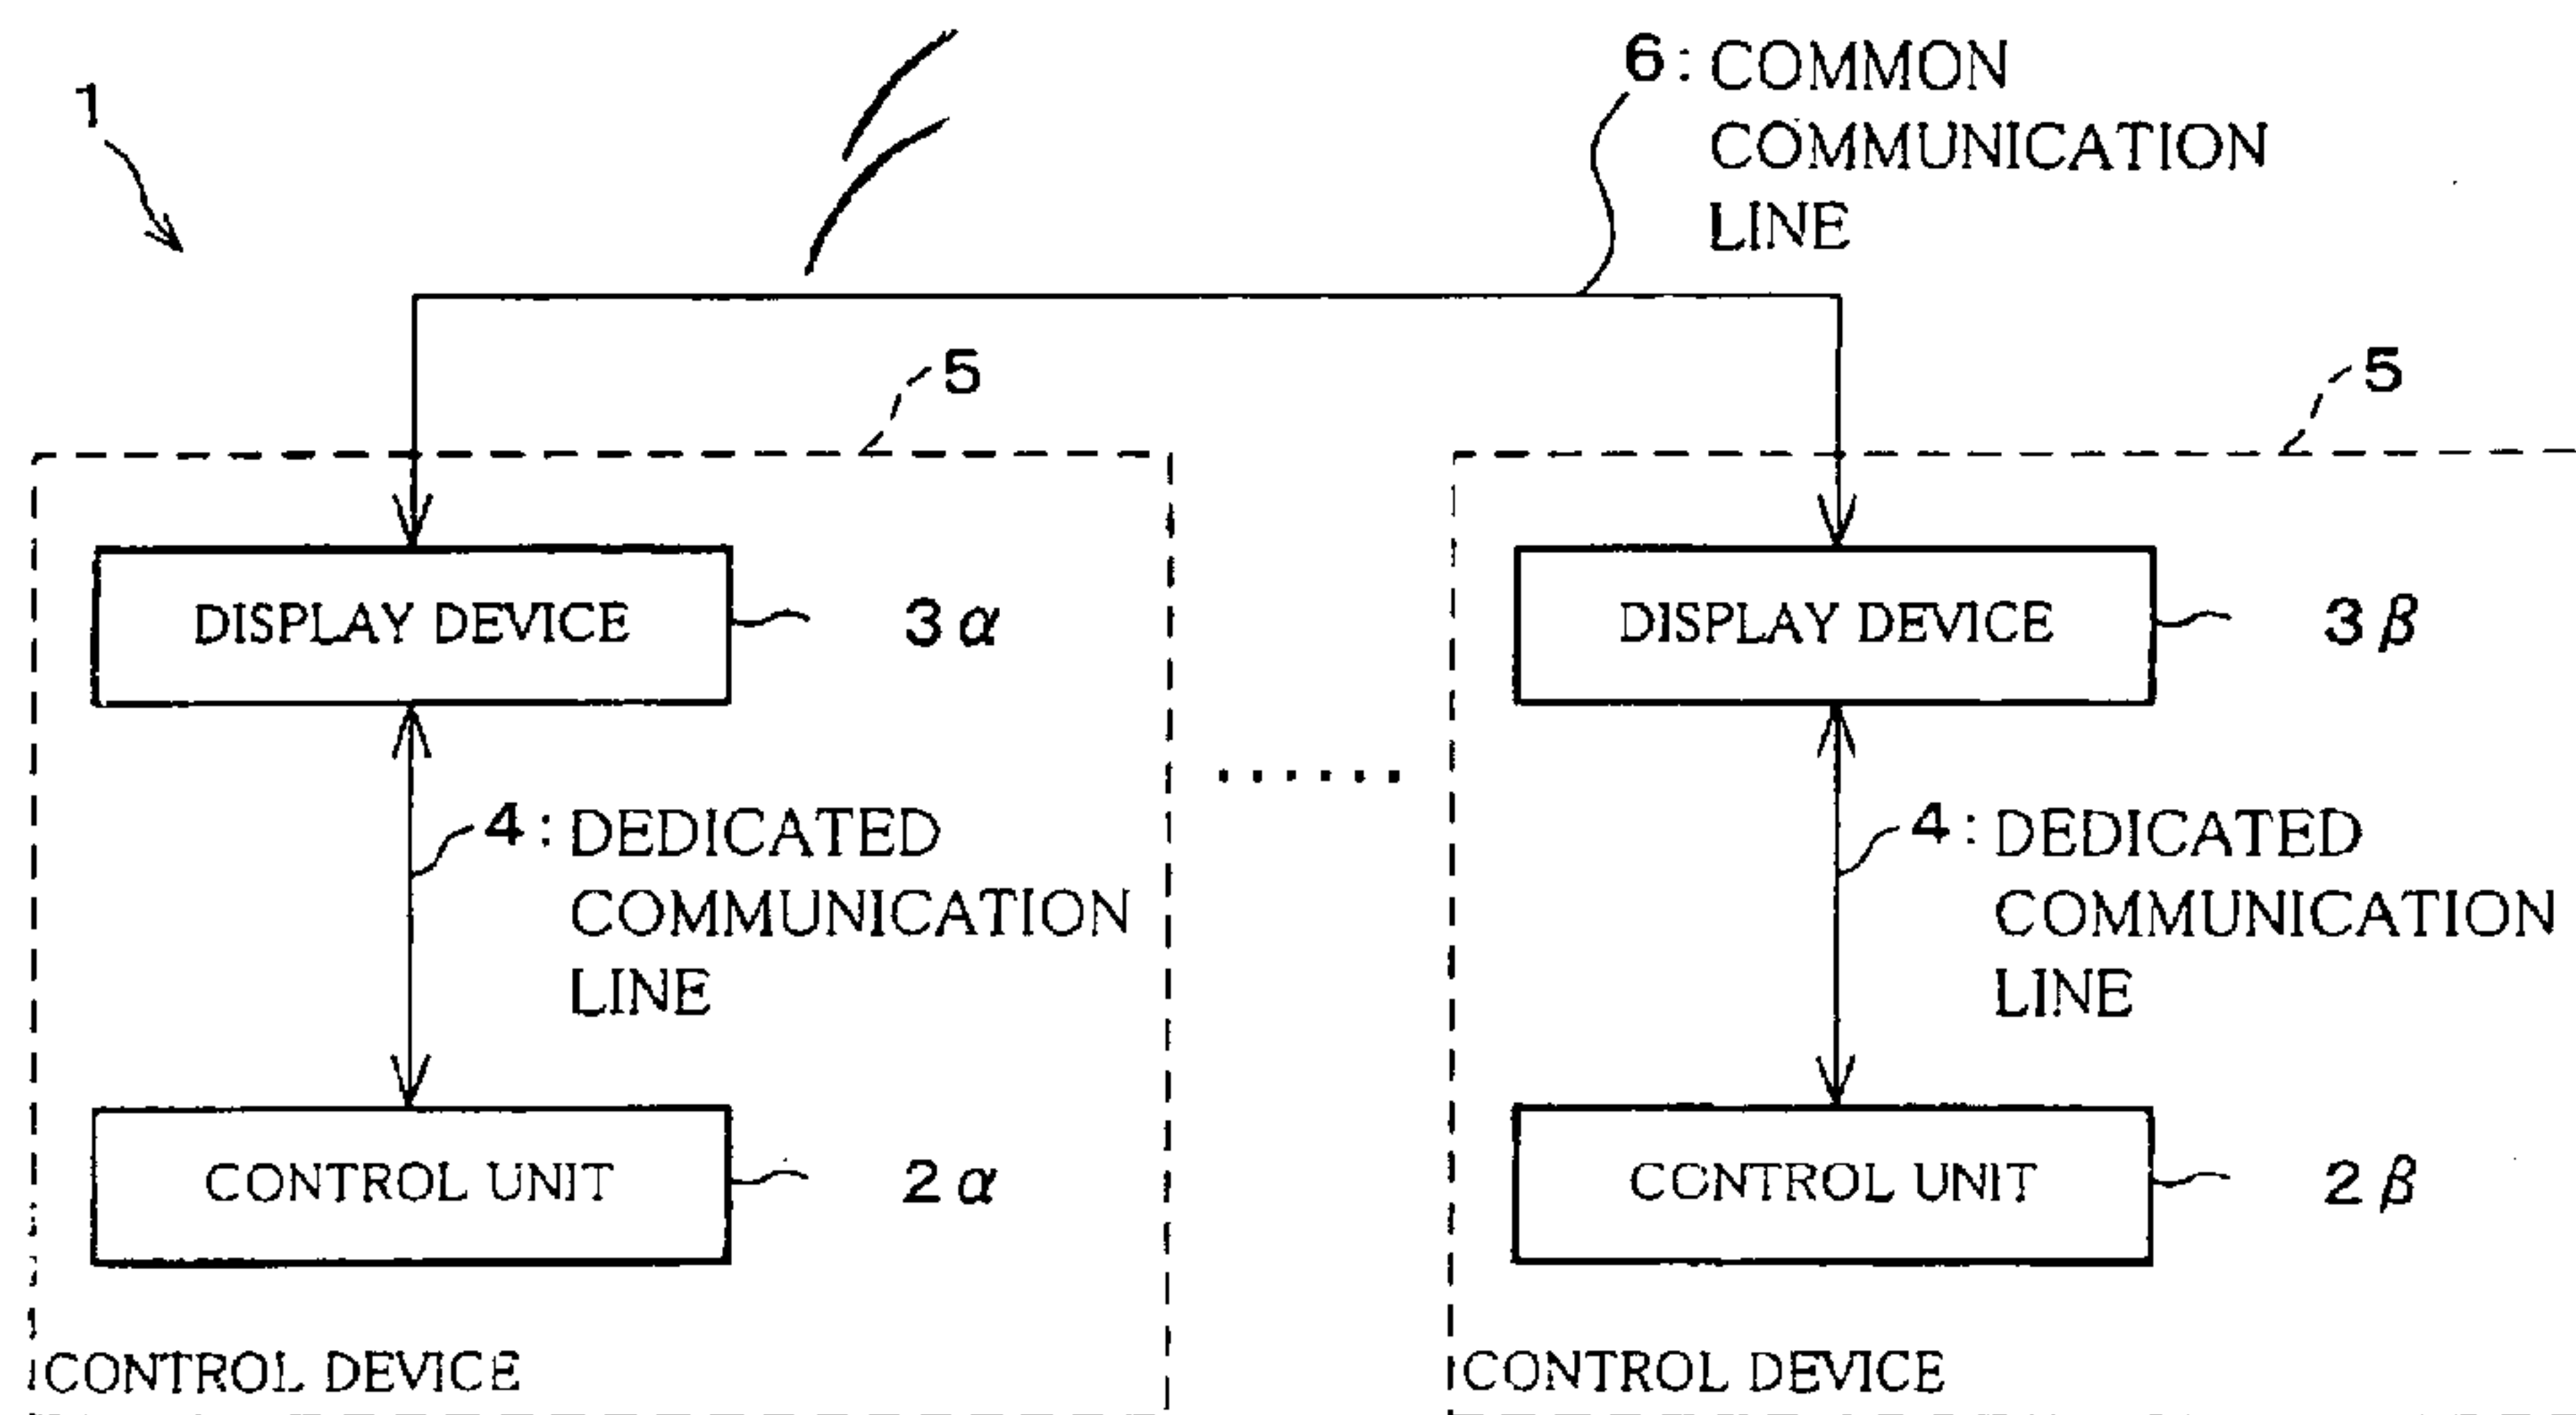 1
6: COMMON
COMMUNICATION
LINE
5
5
DISPLAY DEVICE
3α
DISPLAY DEVICE
3β
4: DEDICATED
COMMUNICATION
LINE
......
4: DEDICATED
COMMUNICATION
LINE
CONTROL UNIT
2α
CONTROL UNIT
2β
CONTROL DEVICE
CONTROL DEVICE